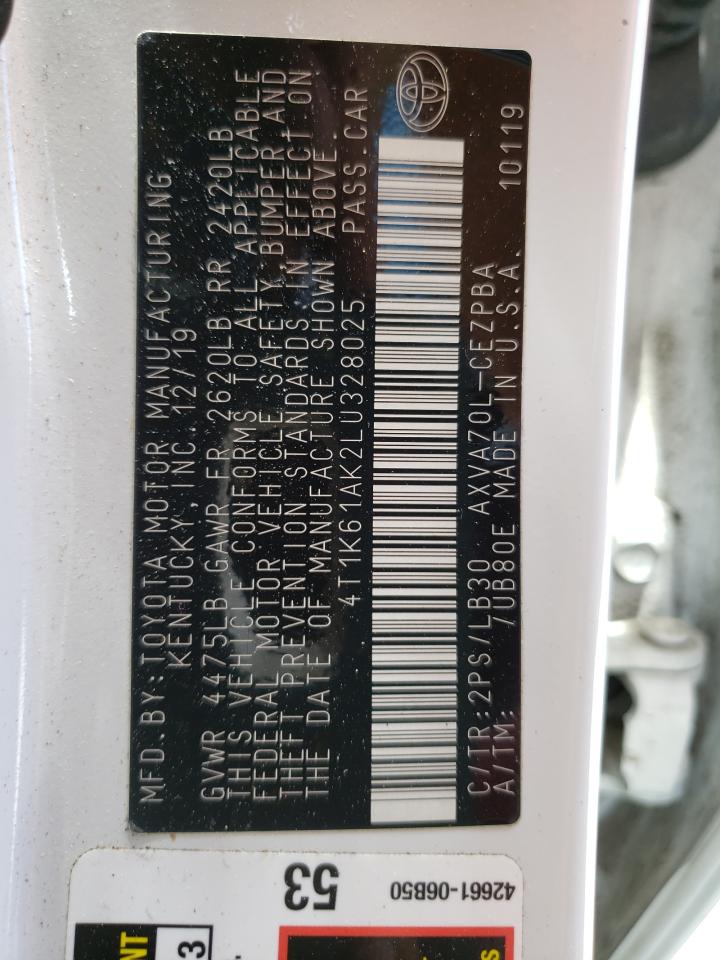 MFD.BY:TOYOTA MOTOR MANUFACTURING,
KENTUCKY, INC. 12/19
GVWR 4475LB GAWR FR 2620LB RR 2420LB
THIS VEHICLE CONFORMS TO ALL APPLICABLE
FEDERAL MOTOR VEHICLE SAFETY, BUMPER, AND
THEFT PREVENTION STANDARDS IN EFFECT ON
THE DATE OF MANUFACTURE SHOWN ABOVE.
4T1K61AK2LU328025 PASS.CAR
C/TR:2PS/LB30 AXVA70L-CEZPBA
A/TM: /UB80E MADE IN U.S.A. 10119
53
42661-06B50
NT
3